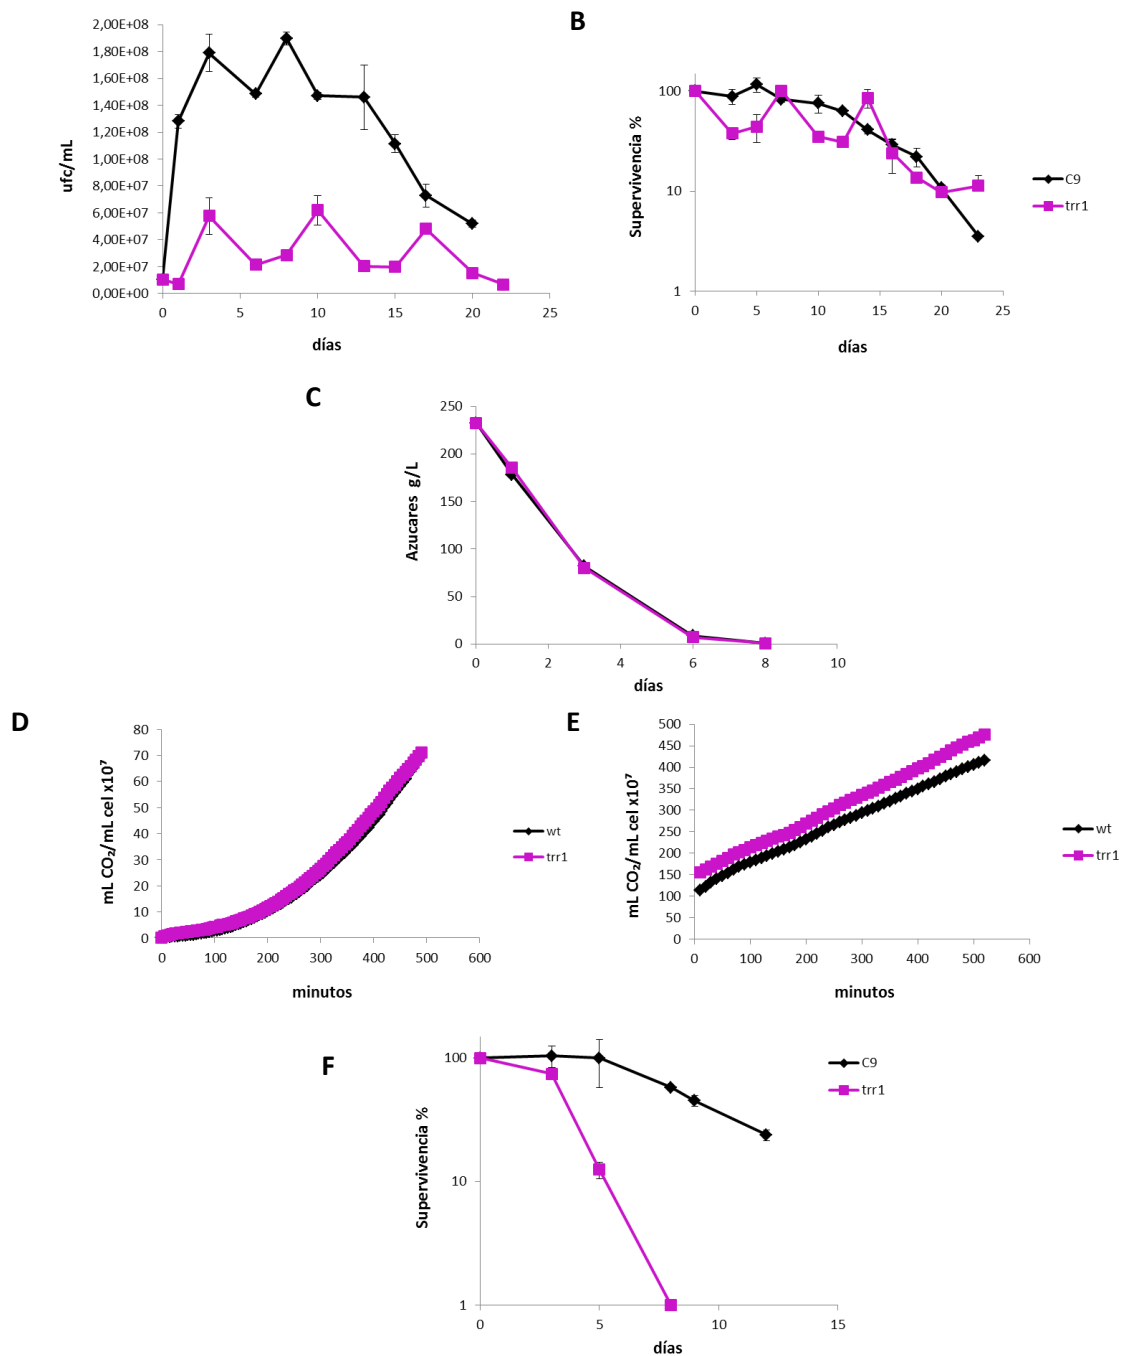 2,00E+08
1,80E+08
1,60E+08
1,40E+08
1,20E+08
1,00E+08
8,00E+07
6,00E+07
4,00E+07
2,00E+07
0,00E+00
ufc/mL
0 5 10 15 20 25
días
B
100
10
1
Supervivencia %
0 5 10 15 20 25
días
C9
trr1
C
250
200
150
100
50
0
Azucares g/L
0 2 4 6 8 10
días
D
80
70
60
50
40
30
20
10
0
mL CO₂/mL cel x10⁷
0 100 200 300 400 500 600
minutos
wt
trr1
E
500
450
400
350
300
250
200
150
100
50
0
mL CO₂/mL cel x10⁷
0 100 200 300 400 500 600
minutos
wt
trr1
F
100
10
1
Supervivencia %
0 5 10 15
días
C9
trr1